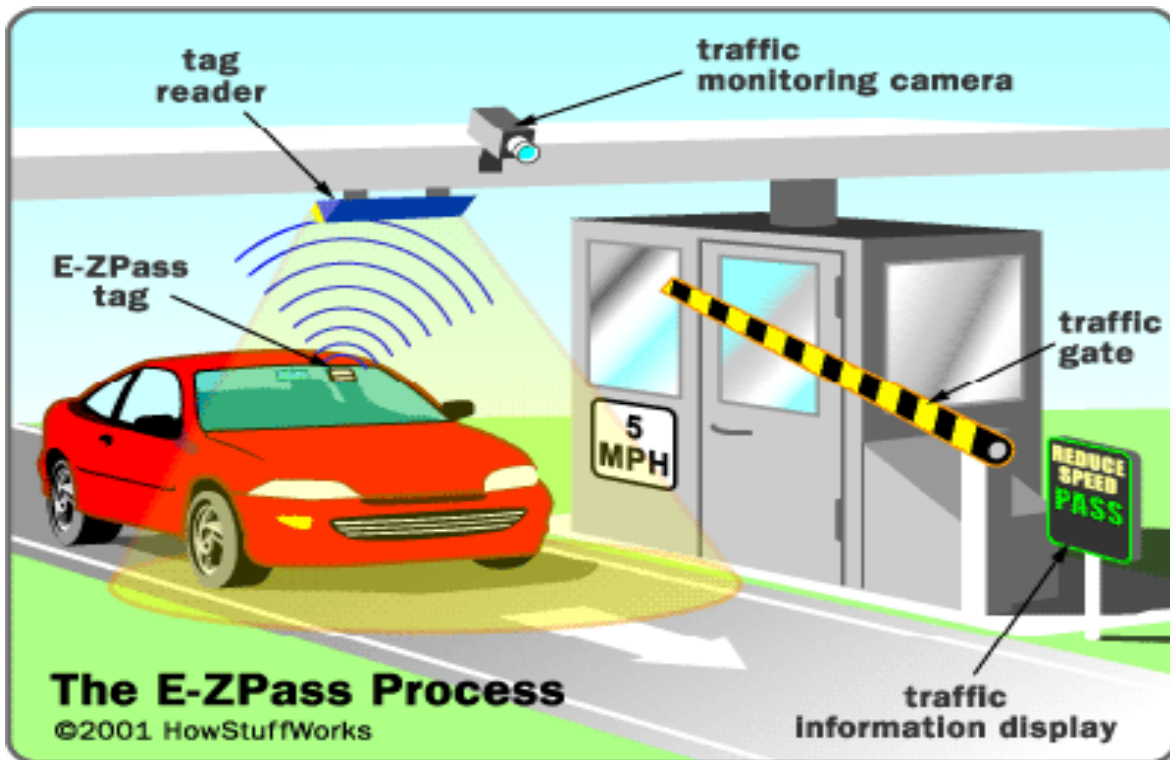 tag
reader
traffic
monitoring camera
E-ZPass
tag
traffic
gate
5
MPH
REDUCE
SPEED
PASS
The E-ZPass Process
©2001 HowStuffWorks
traffic
information display